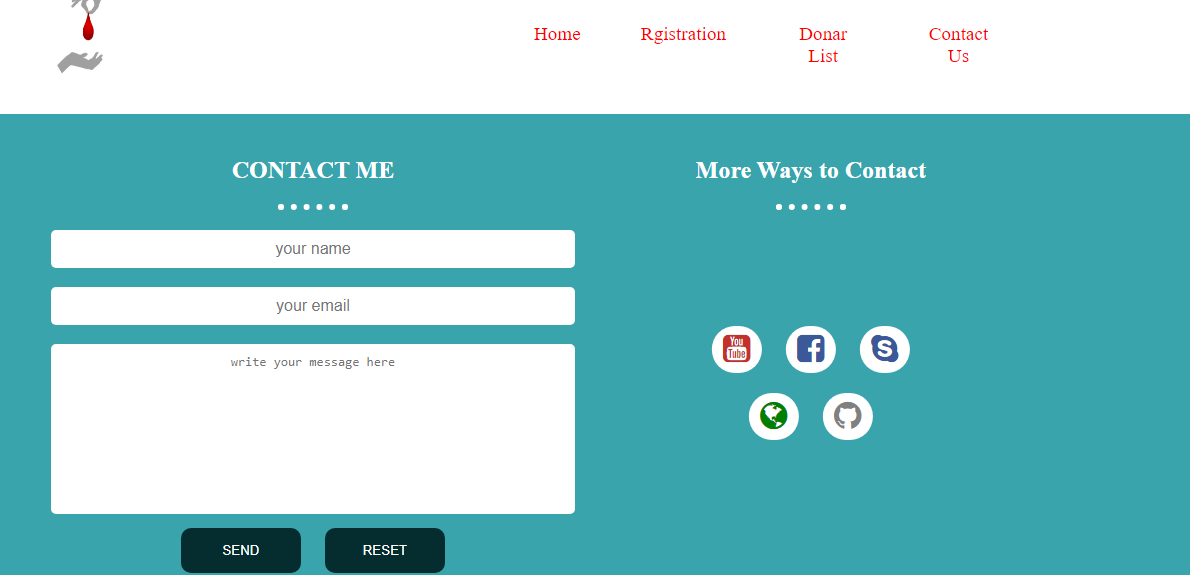 Home
Rgistration
Donar
List
Contact
Us
CONTACT ME
your name
your email
write your message here
SEND
RESET
More Ways to Contact
You
Tube
f
S